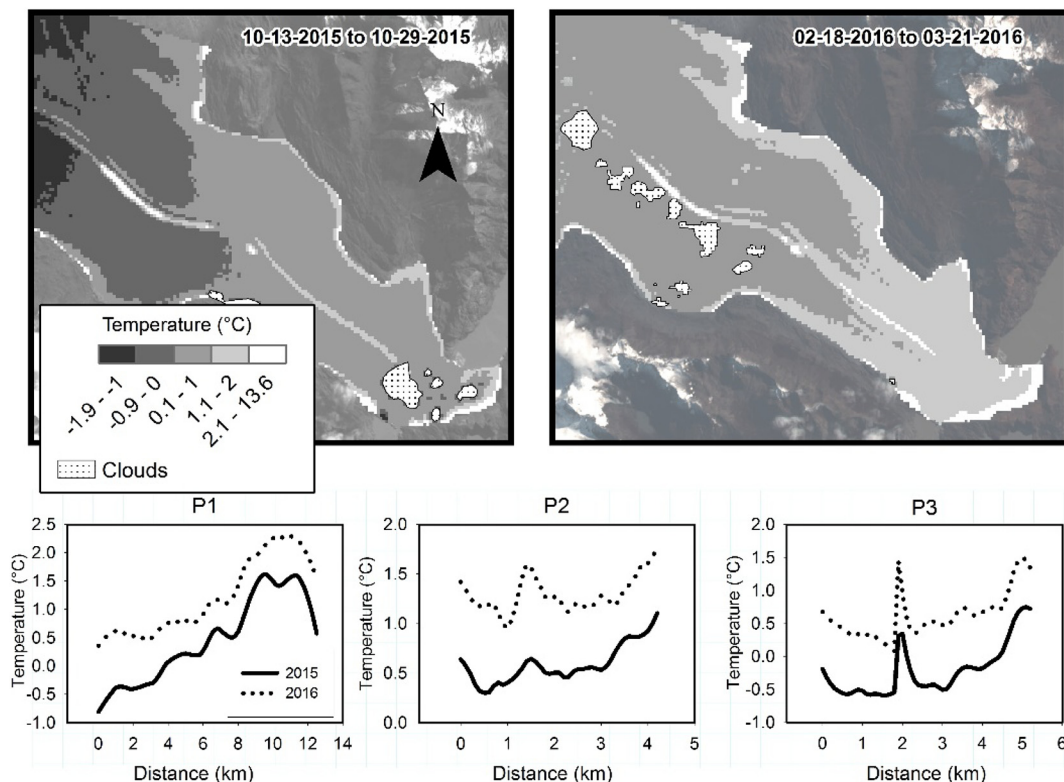 10-13-2015 to 10-29-2015
02-18-2016 to 03-21-2016
N
Temperature (°C)
-1.9 - -1
-0.9 - 0
0.1 - 1
1.1 - 2
2.1 - 13.6
Clouds
P1
P2
P3
Temperature (°C)
2.5
2.0
1.5
1.0
0.5
0.0
-0.5
-1.0
2015
2016
0 2 4 6 8 10 12 14
Distance (km)
Temperature (°C)
2.0
1.5
1.0
0.5
0.0
0 1 2 3 4 5
Distance (km)
Temperature (°C)
2.0
1.5
1.0
0.5
0.0
-0.5
-1.0
0 1 2 3 4 5 6
Distance (km)